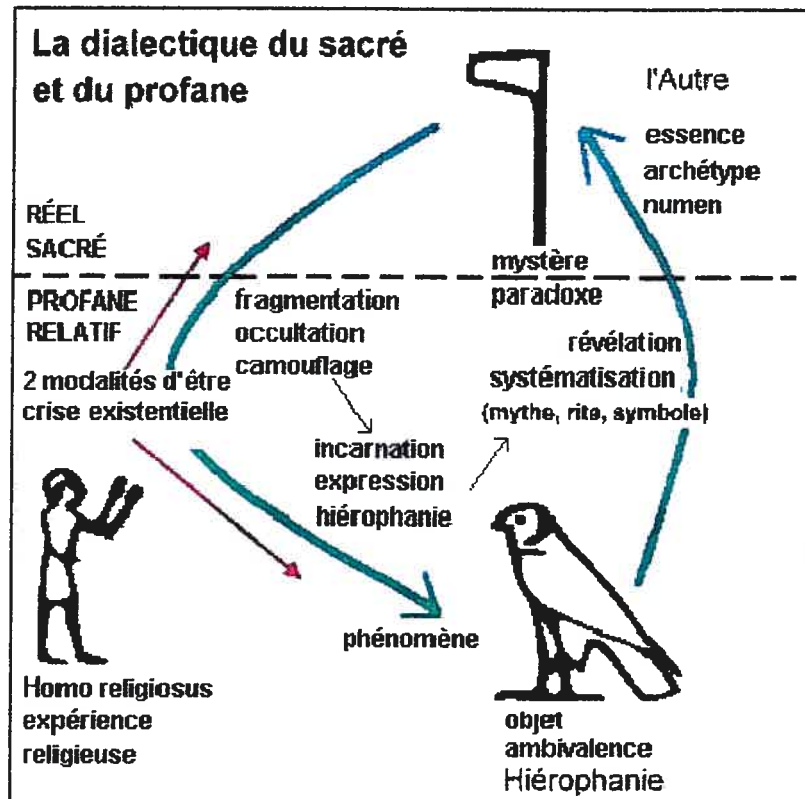 La dialectique du sacré
et du profane
l'Autre
essence
archétype
numen
RÉEL
SACRÉ
mystère
paradoxe
PROFANE
RELATIF
fragmentation
occultation
camouflage
révélation
systématisation
(mythe, rite, symbole)
2 modalités d'être
crise existentielle
incarnation
expression
hiérophanie
phénomène
Homo religiosus
expérience
religieuse
objet
ambivalence
Hiérophanie